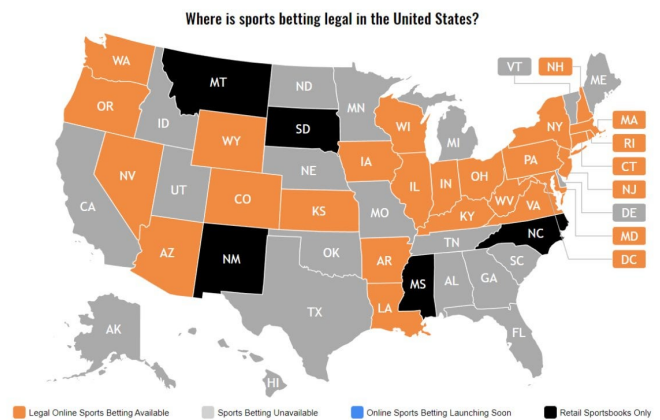 Where is sports betting legal in the United States?
WA
MT
ND
MN
VT
NH
ME
OR
ID
SD
WI
MI
NY
MA
WY
RI
IA
NE
PA
CT
NV
IL
IN
OH
NJ
UT
CO
WV
VA
DE
CA
KS
MO
KY
MD
NC
DC
AZ
NM
OK
AR
TN
SC
MS
AL
GA
TX
LA
AK
FL
HI
Legal Online Sports Betting Available
Sports Betting Unavailable
Online Sports Betting Launching Soon
Retail Sportsbooks Only